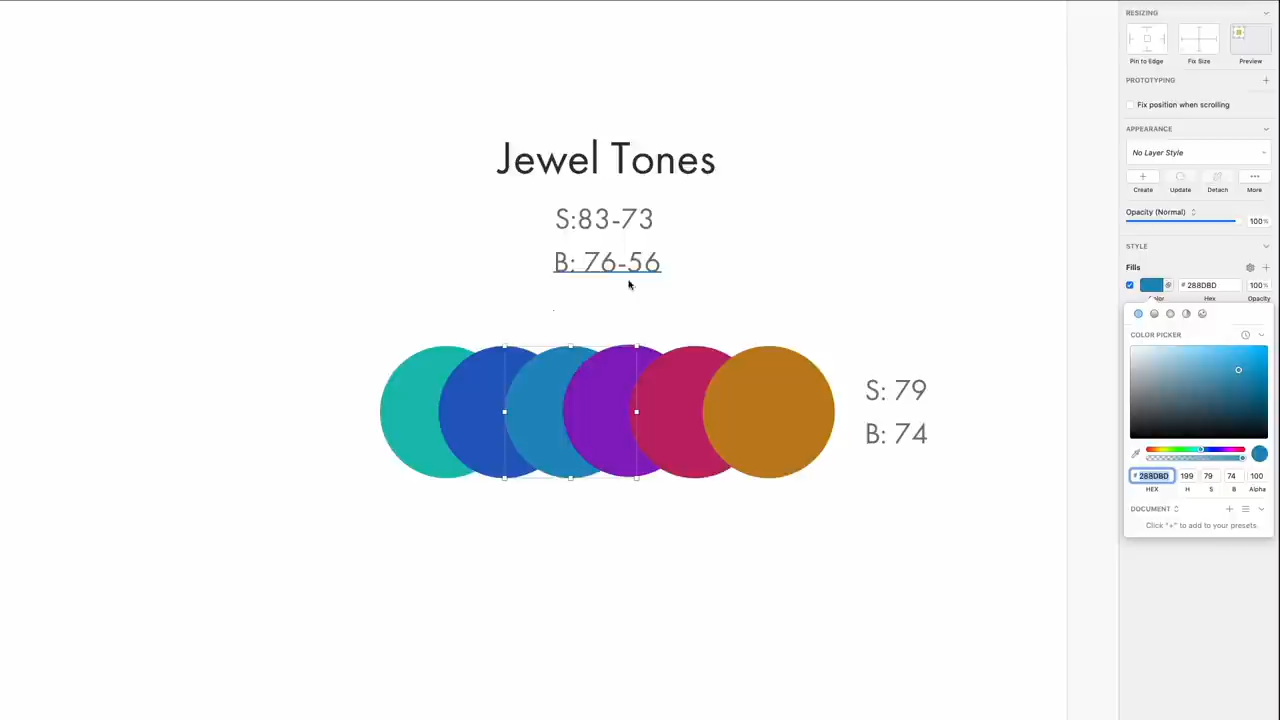 RESIZING
Pin to Edge Fix Size Preview
PROTOTYPING
Fix position when scrolling
APPEARANCE
No Layer Style
Create Update Detach More
Opacity (Normal) 100%
STYLE
Fills
# 288DBD 100%
Color Hex Opacity
COLOR PICKER
# 288DBD 199 79 74 100
HEX H S B Alpha
DOCUMENT
Click "+" to add to your presets.
Jewel Tones
S:83-73
B: 76-56
S: 79
B: 74